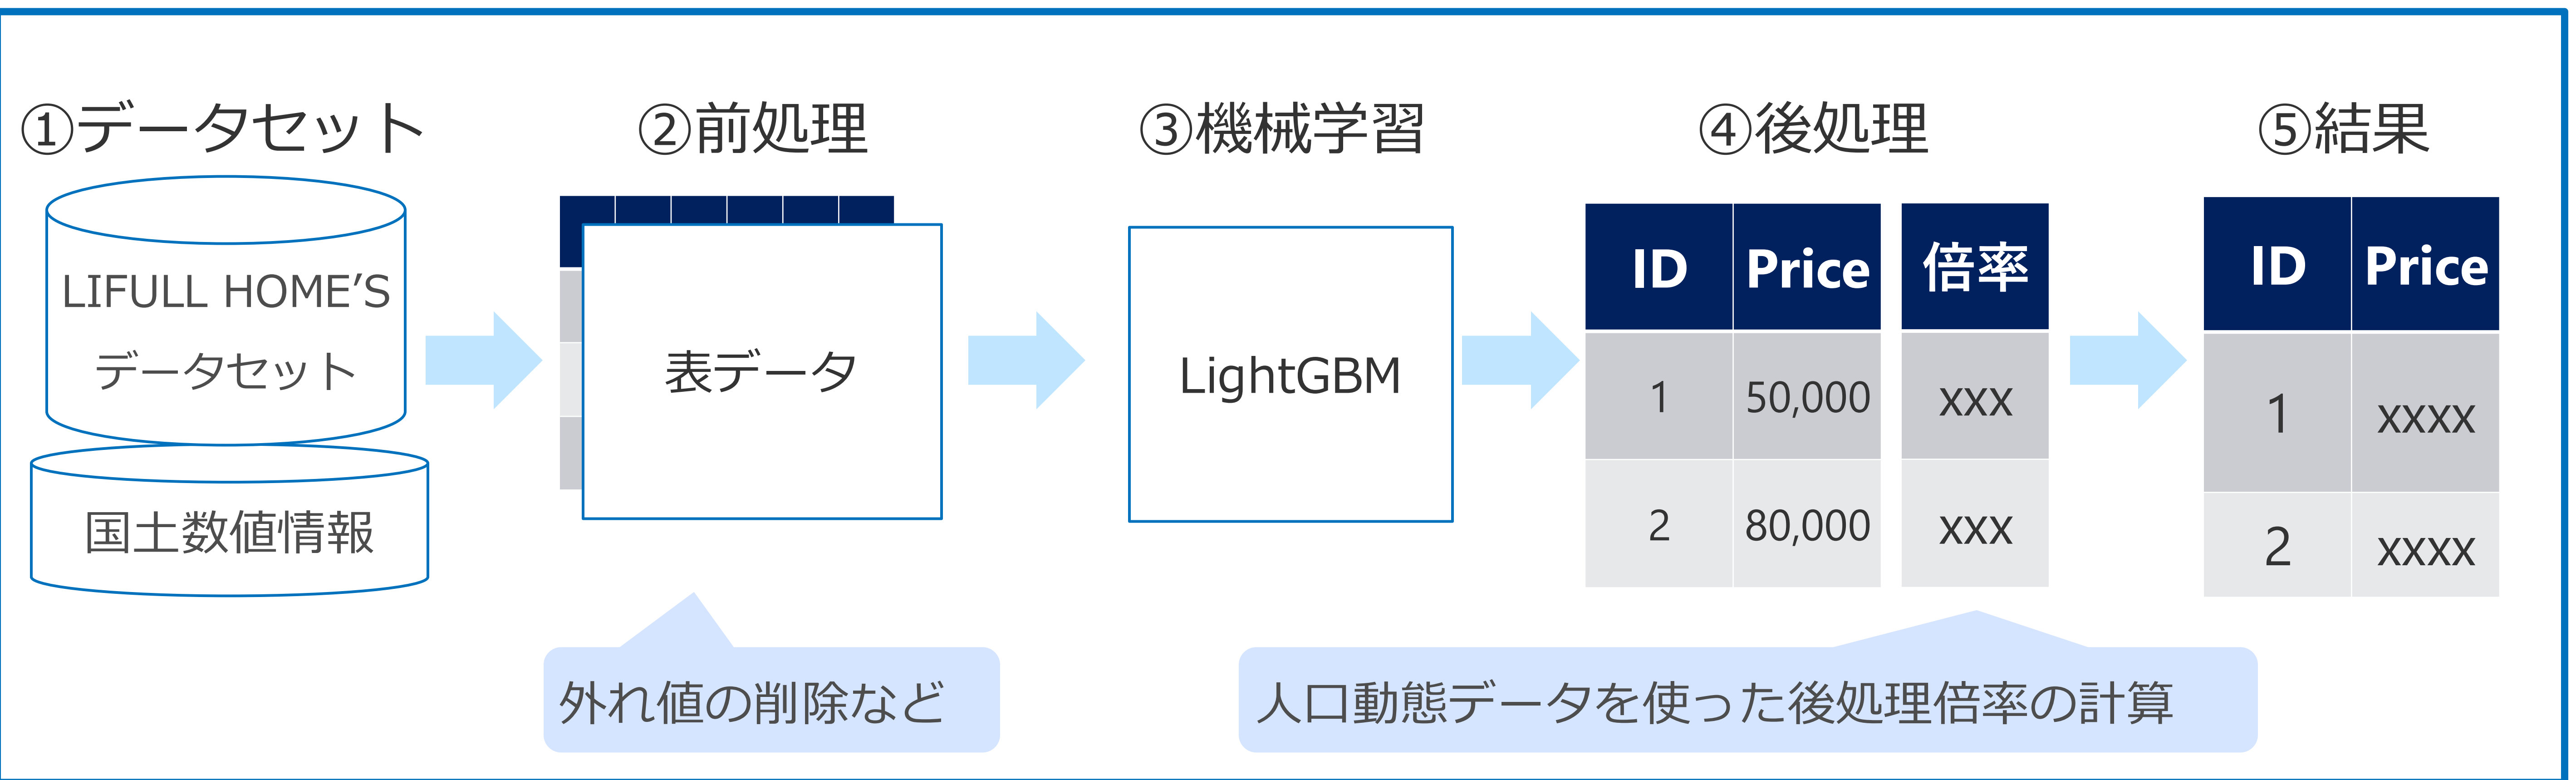 ①データセット
LIFULL HOME’S
データセット
国土数値情報
②前処理
表データ
外れ値の削除など
③機械学習
LightGBM
④後処理
ID Price 倍率
1 50,000 xxx
2 80,000 xxx
人口動態データを使った後処理倍率の計算
⑤結果
ID Price
1 xxxx
2 xxxx